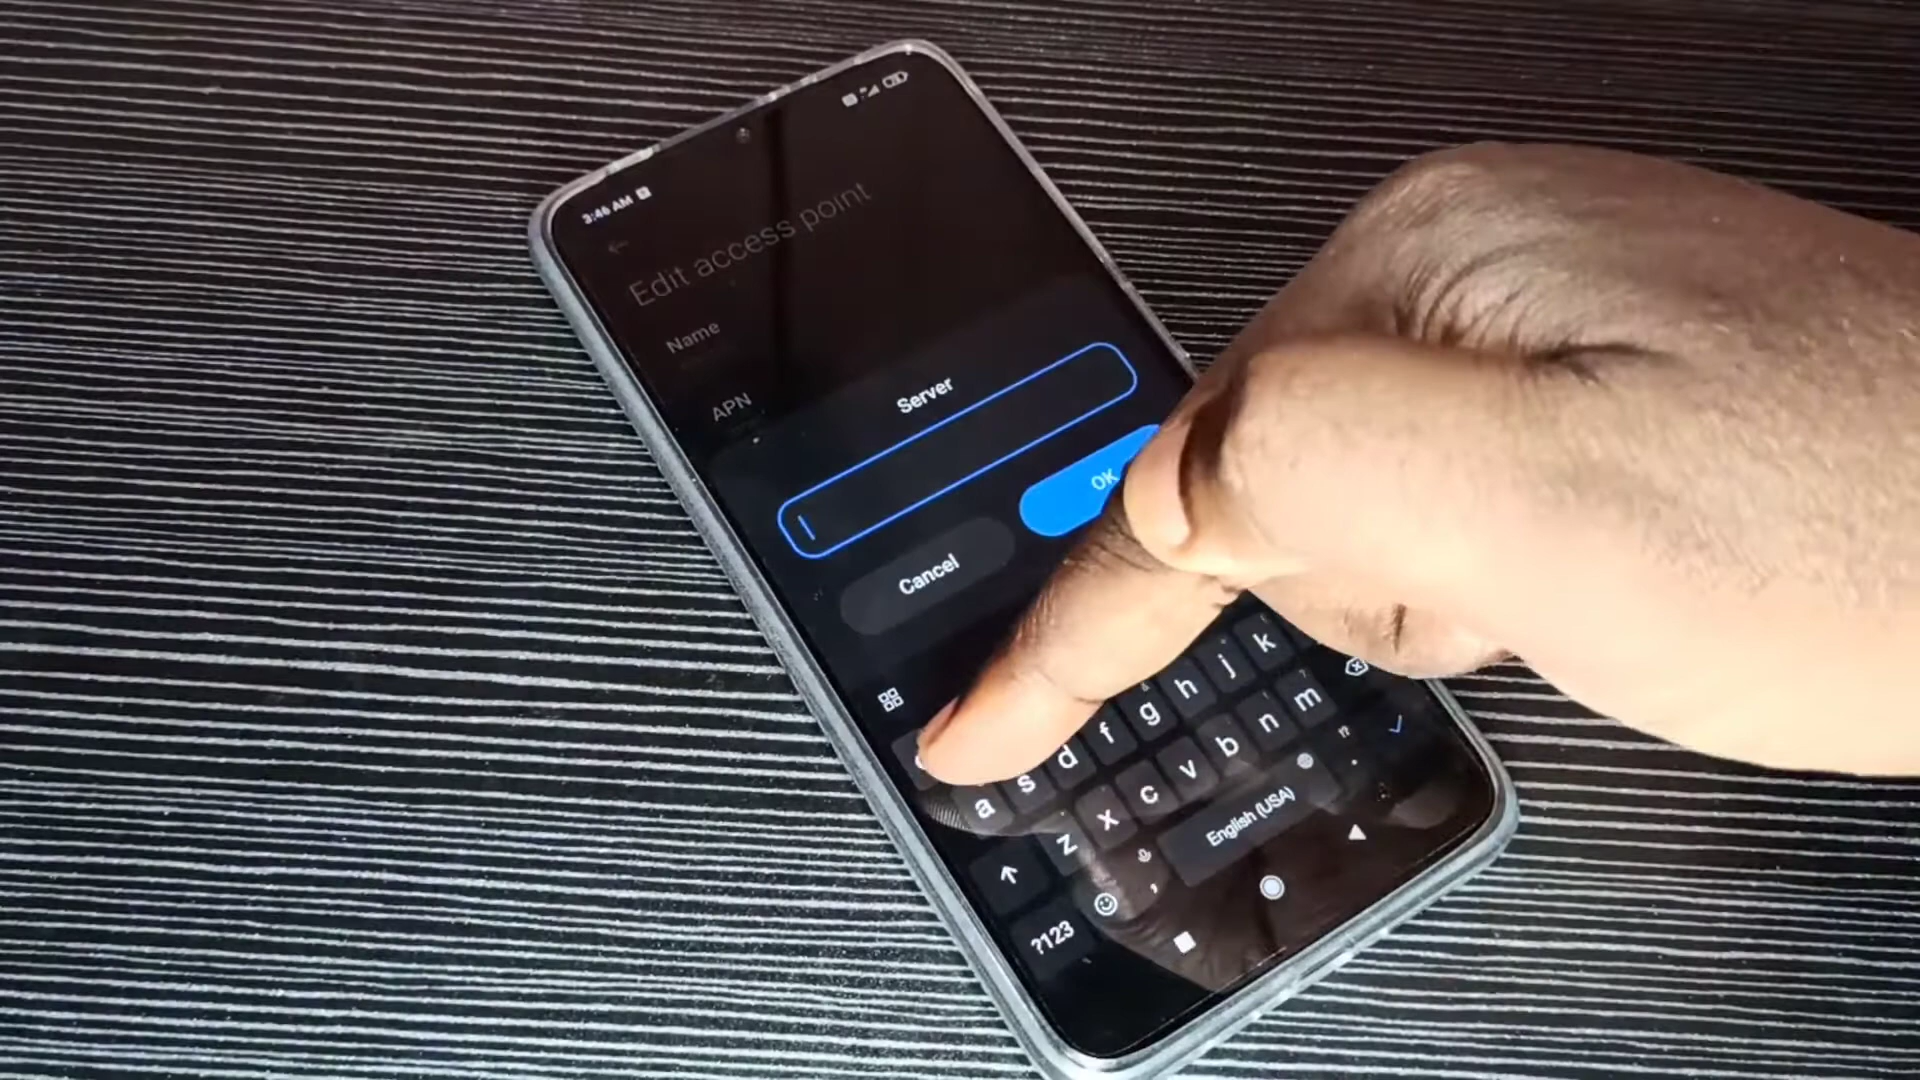 3:46 AM
Edit access point
Name
APN
Server
OK
Cancel
d f g h j k
a s
z x c v b n m
English (USA)
?123